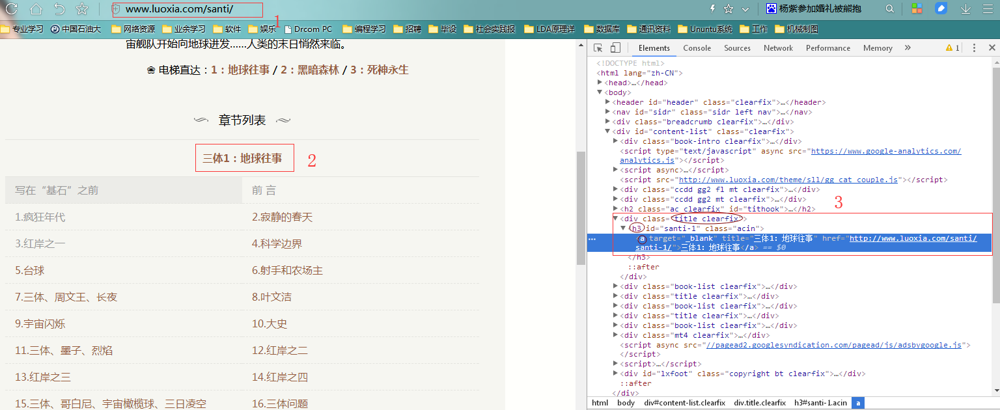 www.luoxia.com/santi/
杨紫参加婚礼被熊抱
1
专业学习 中国石油大 网络资源 业余学习 软件 娱乐 Drcom PC 编程学习 招聘 毕设 社会实践报 LDA原理详 数据库 通讯资料 Ununtu系统 工作 机械制图
宙舰队开始向地球进发……人类的末日悄然来临。
❀ 电梯直达：1：地球往事 / 2：黑暗森林 / 3：死神永生
章节列表
三体1：地球往事
2
写在“基石”之前 前 言
1.疯狂年代 2.寂静的春天
3.红岸之一 4.科学边界
5.台球 6.射手和农场主
7.三体、周文王、长夜 8.叶文洁
9.宇宙闪烁 10.大史
11.三体、墨子、烈焰 12.红岸之二
13.红岸之三 14.红岸之四
15.三体、哥白尼、宇宙橄榄球、三日凌空 16.三体问题
Elements Console Sources Network Performance Memory » 1
<!DOCTYPE html>
<html lang="zh-CN">
<head>…</head>
<body>
<header id="header" class="clearfix">…</header>
<nav id="sidr" class="sidr left nav">…</nav>
<div class="breadcrumb clearfix">…</div>
<div id="content-list" class="clearfix">
<div class="book-intro clearfix">…</div>
<script type="text/javascript" async src="https://www.google-analytics.com/
analytics.js"></script>
<script async>…</script>
<script src="http://www.luoxia.com/theme/sll/gg_cat_couple.js"></script>
<div class="ccdd gg2 fl mt clearfix">…</div>
<div class="ccdd gg2 mt clearfix">…</div>
3
<h2 class="ac clearfix" id="tithook">…</h2>
<div class="title clearfix">
<h3 id="santi-1" class="acin">
<a target="_blank" title="三体1：地球往事" href="http://www.luoxia.com/santi/
santi-1/">三体1：地球往事</a> == $0
</h3>
::after
</div>
<div class="book-list clearfix">…</div>
<div class="title clearfix">…</div>
<div class="book-list clearfix">…</div>
<div class="title clearfix">…</div>
<div class="book-list clearfix">…</div>
<div class="mt4 clearfix">…</div>
<script async src="//pagead2.googlesyndication.com/pagead/js/adsbygoogle.js">
</script>
<script>…</script>
<div id="lxfoot" class="copyright bt clearfix">…</div>
::after
</div>
html body div#content-list.clearfix div.title.clearfix h3#santi-1.acin a